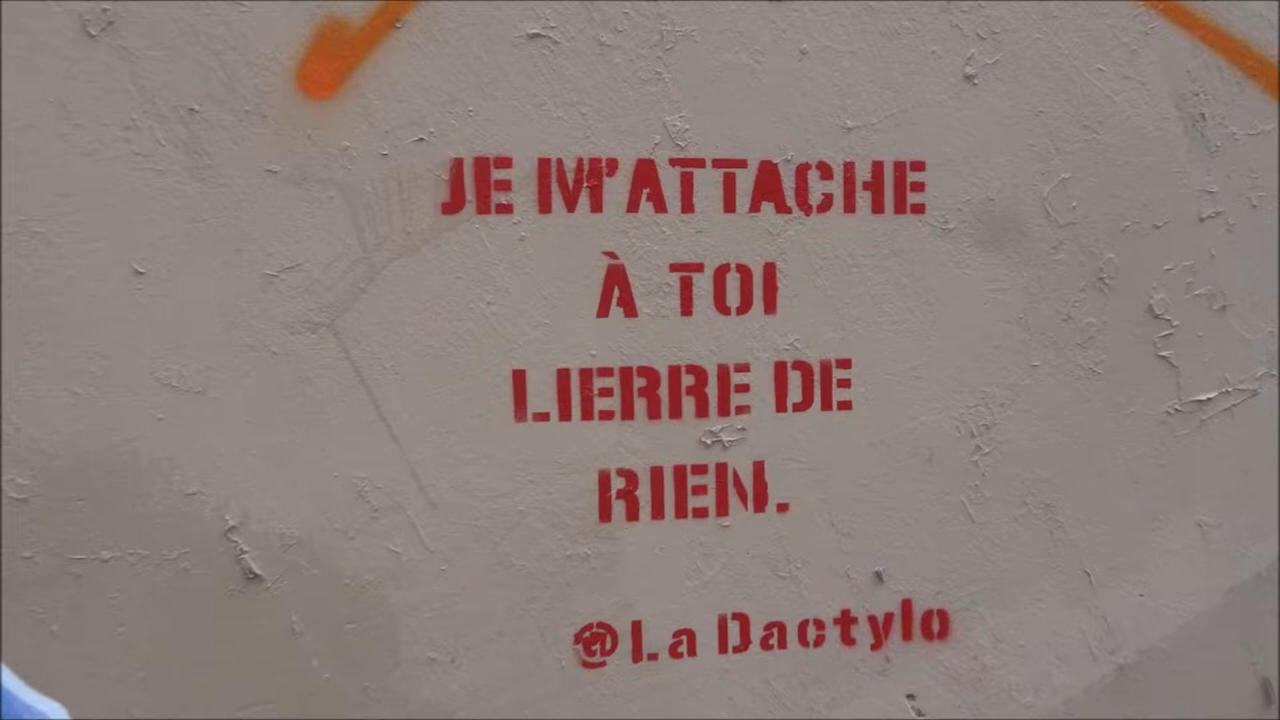 JE M'ATTACHE
À TOI
LIERRE DE
RIEN.
@La Dactylo